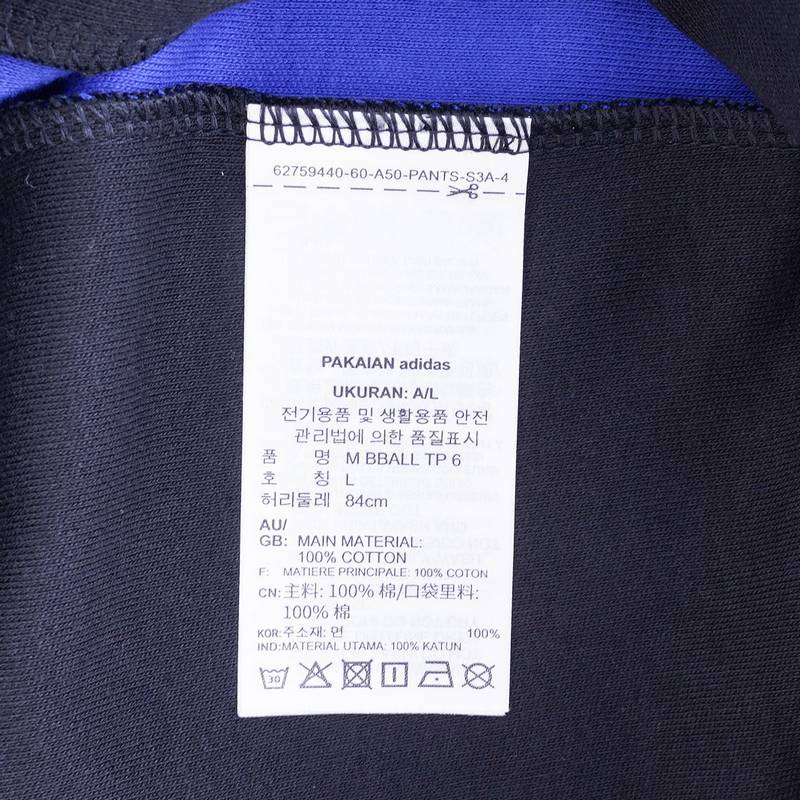 62759440-60-A50-PANTS-S3A-4
PAKAIAN adidas
UKURAN: A/L
전기용품 및 생활용품 안전
관리법에 의한 품질표시
품 명 M BBALL TP 6
호 칭 L
허리둘레 84cm
AU/
GB: MAIN MATERIAL:
100% COTTON
F: MATIERE PRINCIPALE: 100% COTON
CN: 主料: 100% 棉/口袋里料:
100% 棉
KOR:주소재: 면 100%
IND:MATERIAL UTAMA: 100% KATUN
30